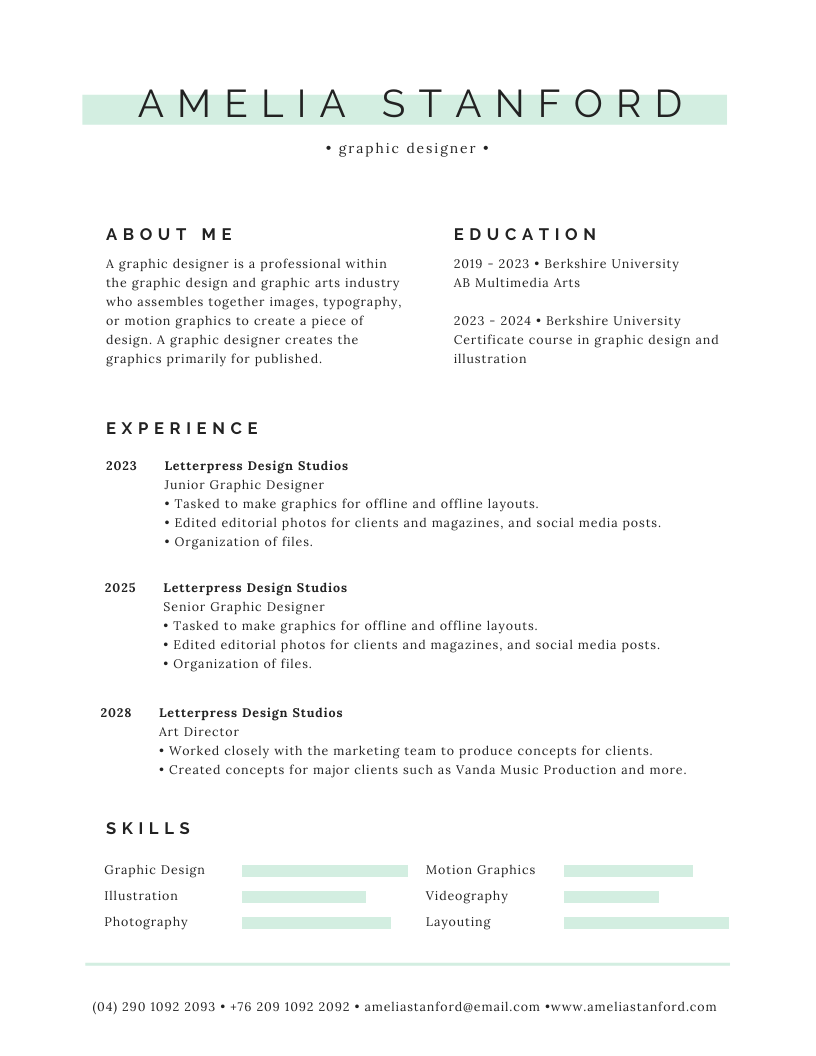 AMELIA STANFORD
• graphic designer •
ABOUT ME
A graphic designer is a professional within
the graphic design and graphic arts industry
who assembles together images, typography,
or motion graphics to create a piece of
design. A graphic designer creates the
graphics primarily for published.
EDUCATION
2019 - 2023 • Berkshire University
AB Multimedia Arts
2023 - 2024 • Berkshire University
Certificate course in graphic design and
illustration
EXPERIENCE
2023 Letterpress Design Studios
Junior Graphic Designer
• Tasked to make graphics for offline and offline layouts.
• Edited editorial photos for clients and magazines, and social media posts.
• Organization of files.
2025 Letterpress Design Studios
Senior Graphic Designer
• Tasked to make graphics for offline and offline layouts.
• Edited editorial photos for clients and magazines, and social media posts.
• Organization of files.
2028 Letterpress Design Studios
Art Director
• Worked closely with the marketing team to produce concepts for clients.
• Created concepts for major clients such as Vanda Music Production and more.
SKILLS
Graphic Design
Illustration
Photography
Motion Graphics
Videography
Layouting
(04) 290 1092 2093 • +76 209 1092 2092 • ameliastanford@email.com •www.ameliastanford.com